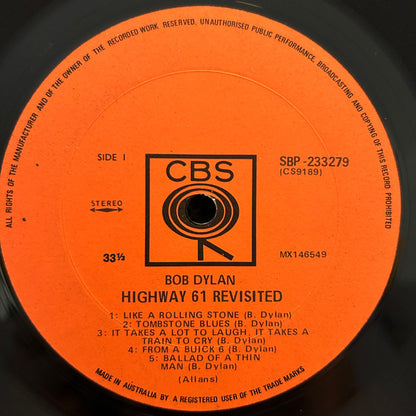 ALL RIGHTS OF THE MANUFACTURER AND OF THE OWNER OF THE RECORDED WORK RESERVED. UNAUTHORISED PUBLIC PERFORMANCE, BROADCASTING AND COPYING OF THIS RECORD PROHIBITED
SIDE 1
CBS
SBP-233279
(CS9189)
STEREO
33⅓
MX146549
BOB DYLAN
HIGHWAY 61 REVISITED
1: LIKE A ROLLING STONE (B. Dylan)
2: TOMBSTONE BLUES (B. Dylan)
3: IT TAKES A LOT TO LAUGH, IT TAKES A
TRAIN TO CRY (B. Dylan)
4: FROM A BUICK 6 (B. Dylan)
5: BALLAD OF A THIN
MAN (B. Dylan)
(Allans)
MADE IN AUSTRALIA BY A REGISTERED USER OF THE TRADE MARKS